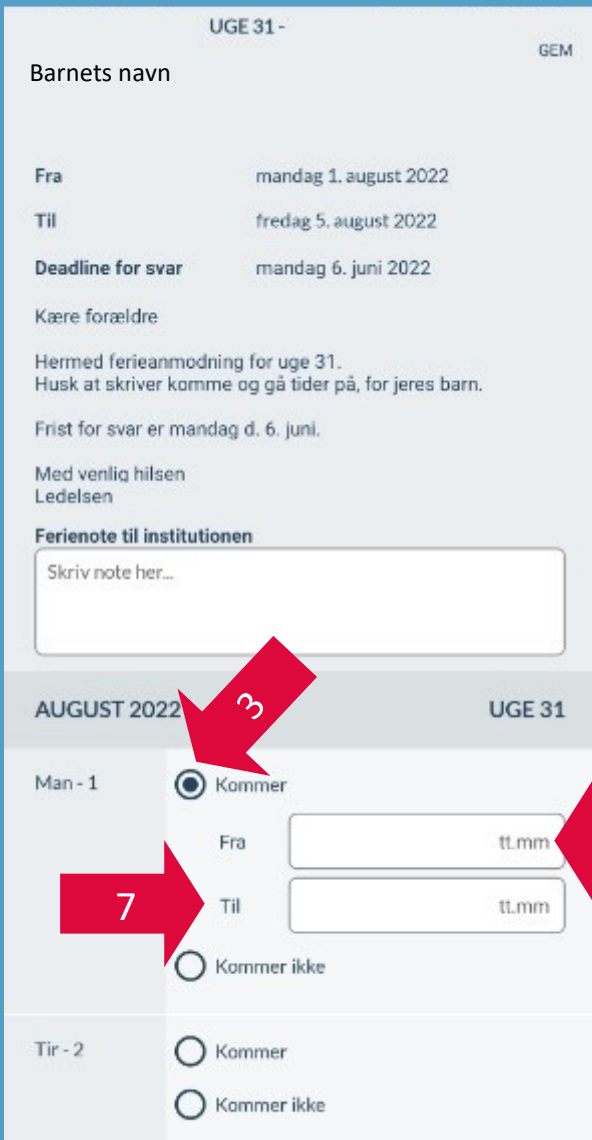 UGE 31 -
GEM
Barnets navn
Fra mandag 1. august 2022
Til fredag 5. august 2022
Deadline for svar mandag 6. juni 2022
Kære forældre
Hermed ferieanmodning for uge 31.
Husk at skriver komme og gå tider på, for jeres barn.
Frist for svar er mandag d. 6. juni.
Med venlig hilsen
Ledelsen
Ferienote til institutionen
Skriv note her...
3
AUGUST 2022 UGE 31
Man - 1 Kommer
Fra tt.mm
7 Til tt.mm
Kommer ikke
Tir - 2 Kommer
Kommer ikke